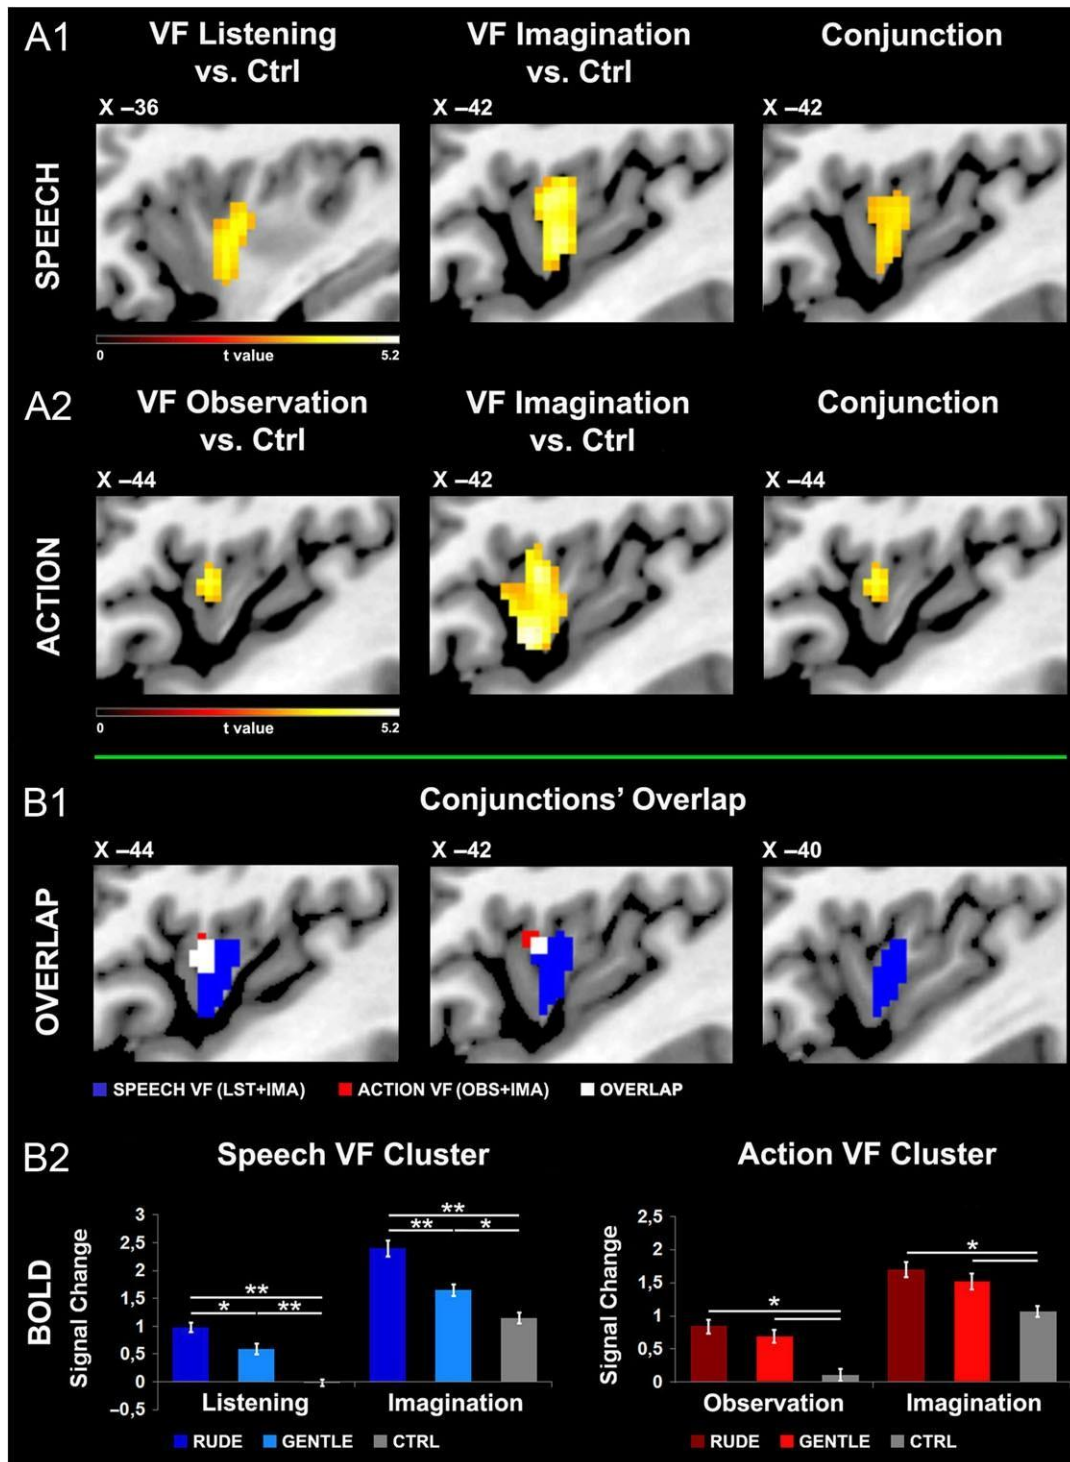 A1
VF Listening
vs. Ctrl
VF Imagination
vs. Ctrl
Conjunction
X –36
X –42
X –42
SPEECH
0
t value
5.2
A2
VF Observation
vs. Ctrl
VF Imagination
vs. Ctrl
Conjunction
X –44
X –42
X –44
ACTION
0
t value
5.2
B1
Conjunctions’ Overlap
X –44
X –42
X –40
OVERLAP
SPEECH VF (LST+IMA)
ACTION VF (OBS+IMA)
OVERLAP
B2
Speech VF Cluster
Action VF Cluster
BOLD
Signal Change
3
2,5
2
1,5
1
0,5
0
–0,5
**
*
**
**
**
*
Listening
Imagination
RUDE
GENTLE
CTRL
Signal Change
2,5
2
1,5
1
0,5
0
*
*
Observation
Imagination
RUDE
GENTLE
CTRL